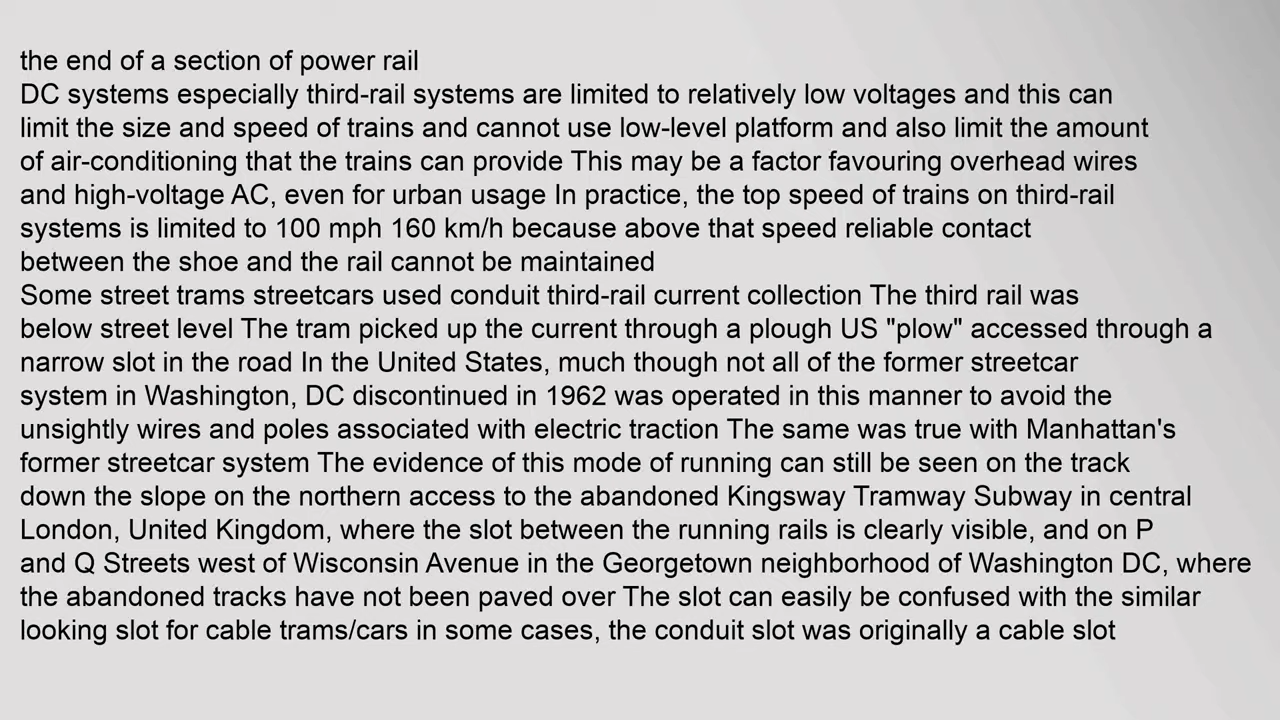 the end of a section of power rail
DC systems especially third-rail systems are limited to relatively low voltages and this can
limit the size and speed of trains and cannot use low-level platform and also limit the amount
of air-conditioning that the trains can provide This may be a factor favouring overhead wires
and high-voltage AC, even for urban usage In practice, the top speed of trains on third-rail
systems is limited to 100 mph 160 km/h because above that speed reliable contact
between the shoe and the rail cannot be maintained
Some street trams streetcars used conduit third-rail current collection The third rail was
below street level The tram picked up the current through a plough US "plow" accessed through a
narrow slot in the road In the United States, much though not all of the former streetcar
system in Washington, DC discontinued in 1962 was operated in this manner to avoid the
unsightly wires and poles associated with electric traction The same was true with Manhattan's
former streetcar system The evidence of this mode of running can still be seen on the track
down the slope on the northern access to the abandoned Kingsway Tramway Subway in central
London, United Kingdom, where the slot between the running rails is clearly visible, and on P
and Q Streets west of Wisconsin Avenue in the Georgetown neighborhood of Washington DC, where
the abandoned tracks have not been paved over The slot can easily be confused with the similar
looking slot for cable trams/cars in some cases, the conduit slot was originally a cable slot